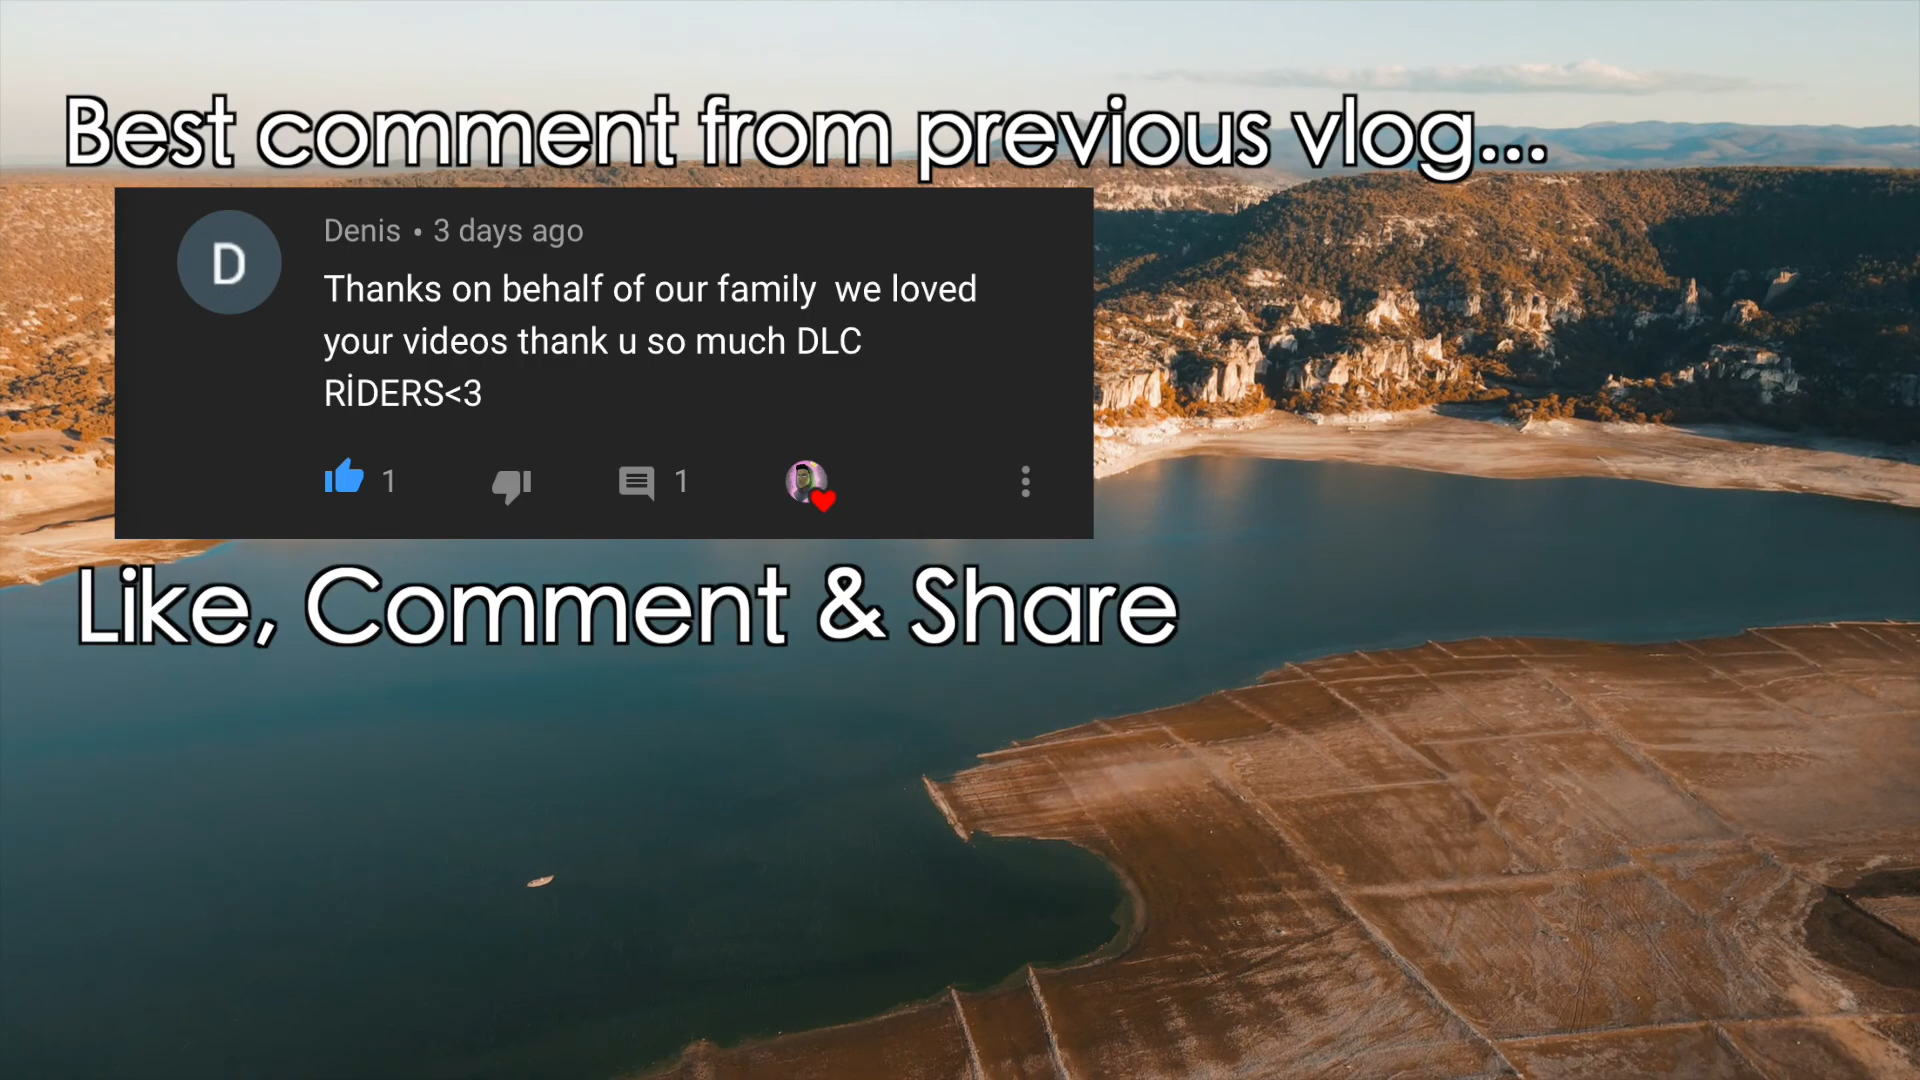 Best comment from previous vlog...
D
Denis • 3 days ago
Thanks on behalf of our family  we loved
your videos thank u so much DLC
RİDERS<3
1
1
Like, Comment & Share